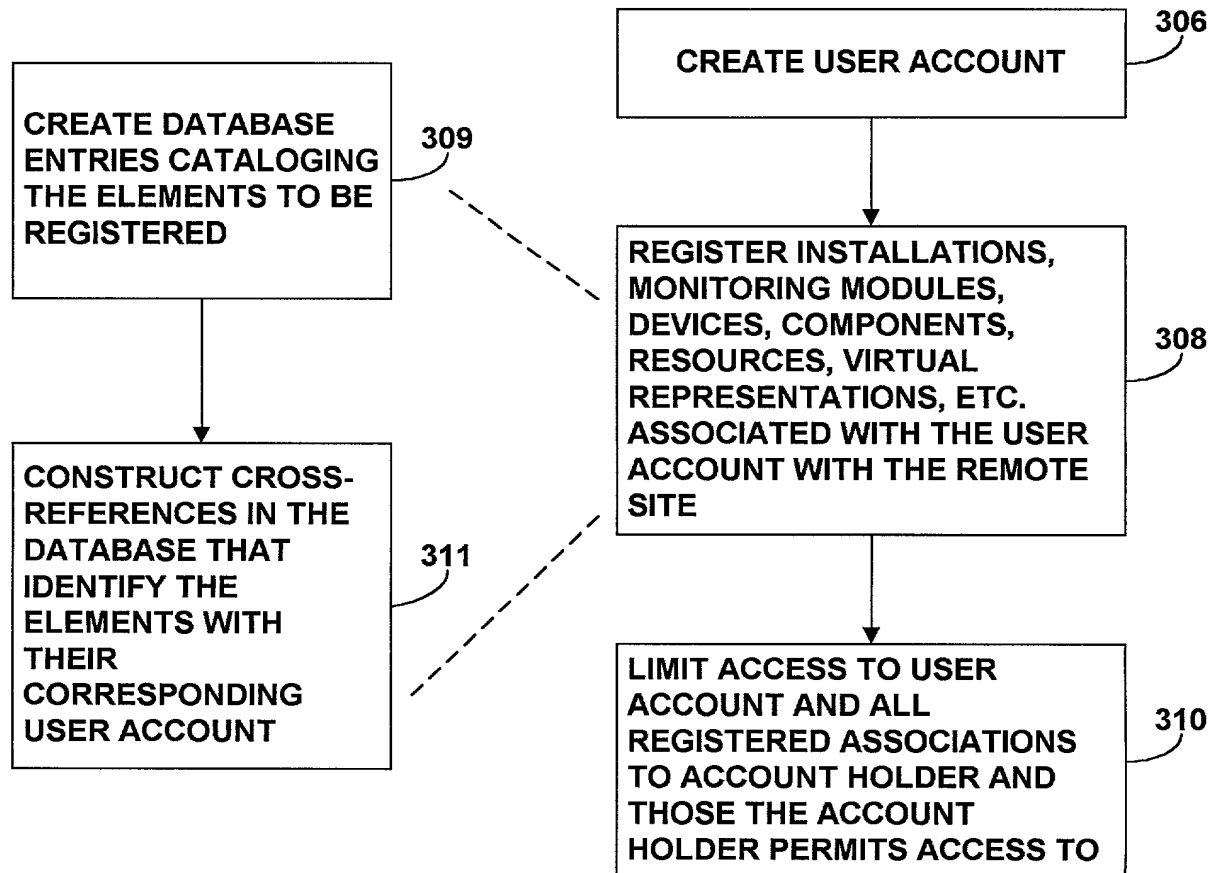 306
CREATE USER ACCOUNT
CREATE DATABASE
ENTRIES CATALOGING
THE ELEMENTS TO BE
REGISTERED
309
REGISTER INSTALLATIONS,
MONITORING MODULES,
DEVICES, COMPONENTS,
RESOURCES, VIRTUAL
REPRESENTATIONS, ETC.
ASSOCIATED WITH THE USER
ACCOUNT WITH THE REMOTE
SITE
308
CONSTRUCT CROSS-
REFERENCES IN THE
DATABASE THAT
IDENTIFY THE
ELEMENTS WITH
THEIR
CORRESPONDING
USER ACCOUNT
311
LIMIT ACCESS TO USER
ACCOUNT AND ALL
REGISTERED ASSOCIATIONS
TO ACCOUNT HOLDER AND
THOSE THE ACCOUNT
HOLDER PERMITS ACCESS TO
310